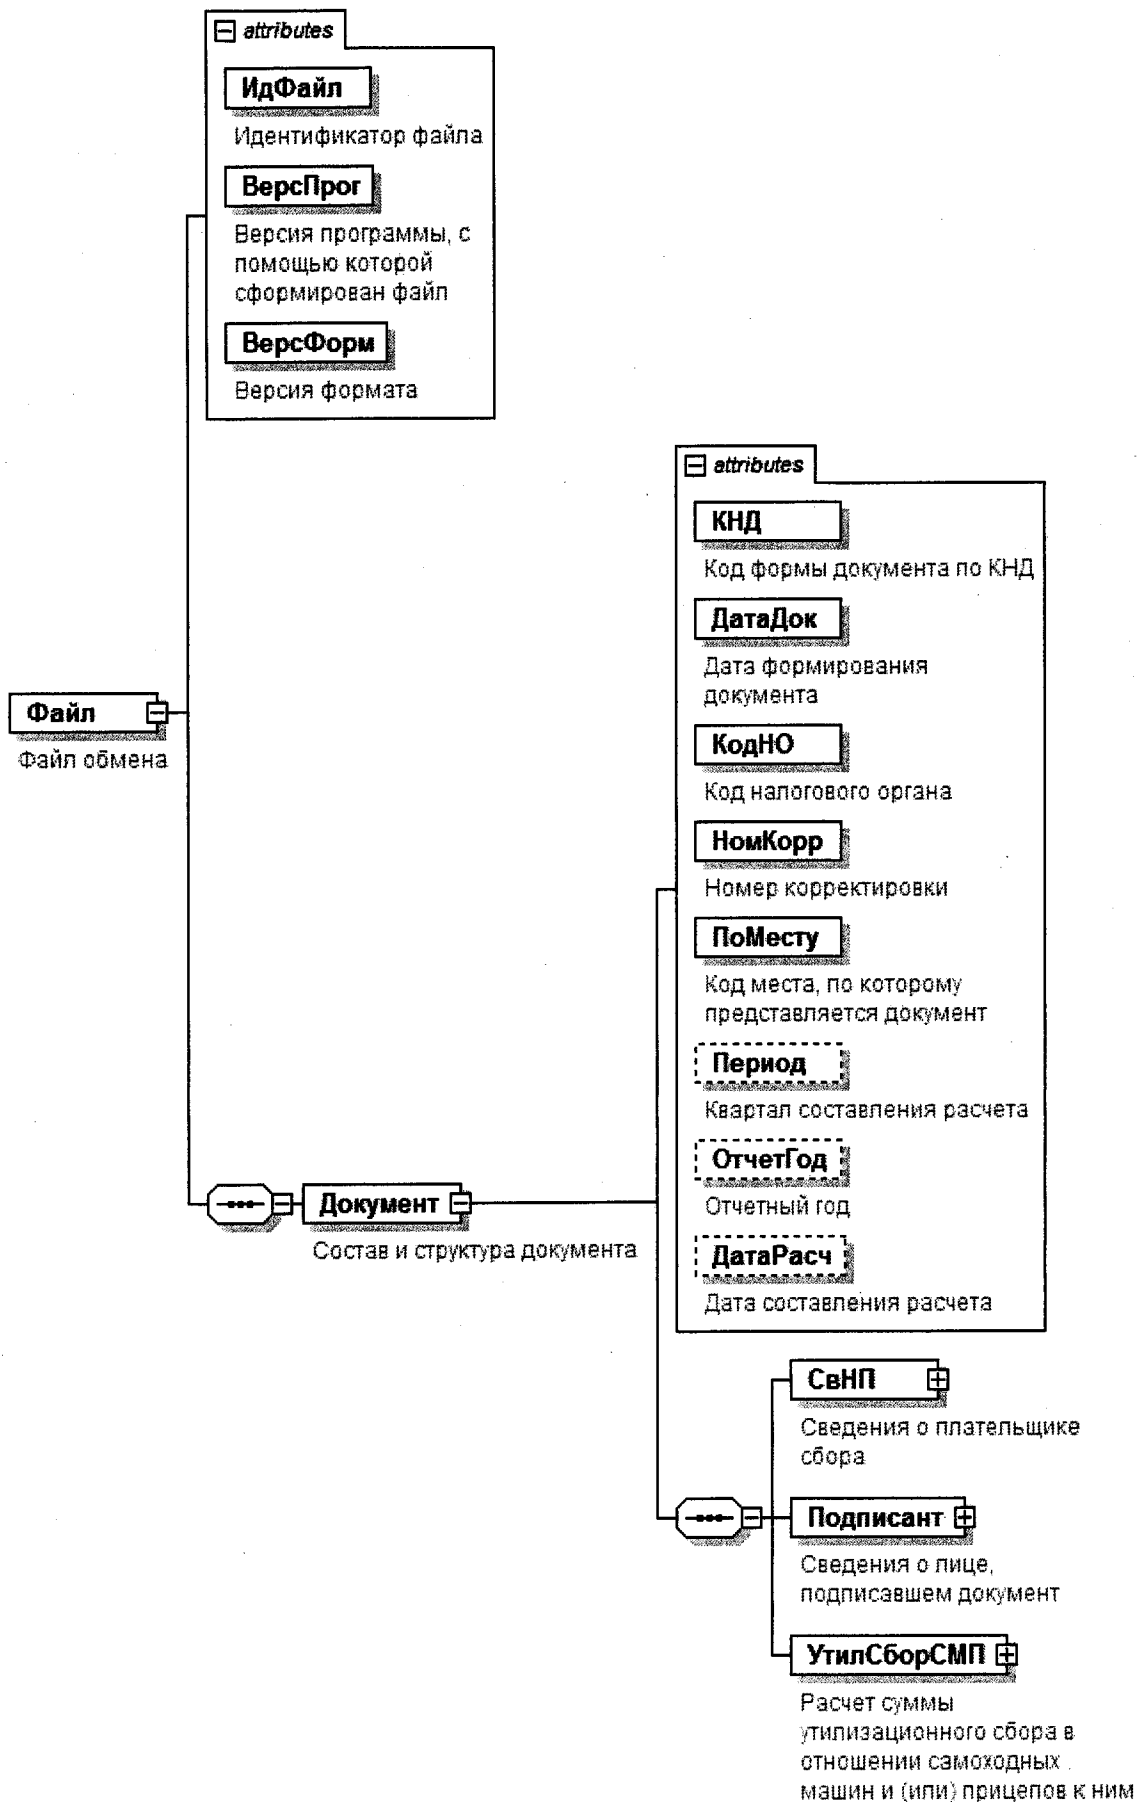 attributes
ИдФайл
Идентификатор файла
ВерсПрог
Версия программы, с
помощью которой
сформирован файл
ВерсФорм
Версия формата
Файл
Файл обмена
Документ
Состав и структура документа
attributes
КНД
Код формы документа по КНД
ДатаДок
Дата формирования
документа
КодНО
Код налогового органа
НомКорр
Номер корректировки
ПоМесту
Код места, по которому
представляется документ
Период
Квартал составления расчета
ОтчетГод
Отчетный год
ДатаРасч
Дата составления расчета
СвНП
Сведения о плательщике
сбора
Подписант
Сведения о лице,
подписавшем документ
УтилСборСМП
Расчет суммы
утилизационного сбора в
отношении самоходных
машин и (или) прицепов к ним